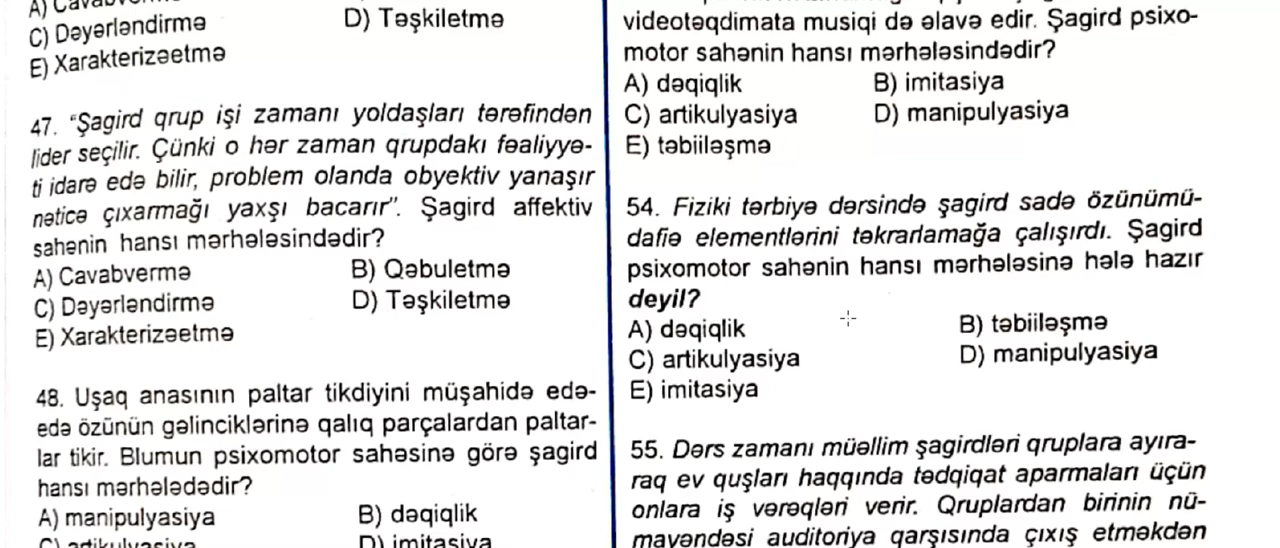 C) Dəyərləndirmə
D) Təşkiletmə
E) Xarakterizəetmə
47. "Şagird qrup işi zamanı yoldaşları tərəfindən
lider seçilir. Çünki o hər zaman qrupdakı fəaliyyə-
ti idarə edə bilir, problem olanda obyektiv yanaşır
nəticə çıxarmağı yaxşı bacarır". Şagird affektiv
sahənin hansı mərhələsindədir?
A) Cavabvermə
B) Qəbuletmə
C) Dəyərləndirmə
D) Təşkiletmə
E) Xarakterizəetmə
48. Uşaq anasının paltar tikdiyini müşahidə edə-
edə özünün gəlinciklərinə qalıq parçalardan paltar-
lar tikir. Blumun psixomotor sahəsinə görə şagird
hansı mərhələdədir?
A) manipulyasiya
B) dəqiqlik
C) artikulyasiya
D) imitasiya
videotəqdimata musiqi də əlavə edir. Şagird psixo-
motor sahənin hansı mərhələsindədir?
A) dəqiqlik
B) imitasiya
C) artikulyasiya
D) manipulyasiya
E) təbiiləşmə
54. Fiziki tərbiyə dərsində şagird sadə özünümü-
dafiə elementlərini təkrarlamağa çalışırdı. Şagird
psixomotor sahənin hansı mərhələsinə hələ hazır
deyil?
A) dəqiqlik
B) təbiiləşmə
C) artikulyasiya
D) manipulyasiya
E) imitasiya
55. Dərs zamanı müəllim şagirdləri qruplara ayıra-
raq ev quşları haqqında tədqiqat aparmaları üçün
onlara iş vərəqləri verir. Qruplardan birinin nü-
mayəndəsi auditoriya qarşısında çıxış etməkdən